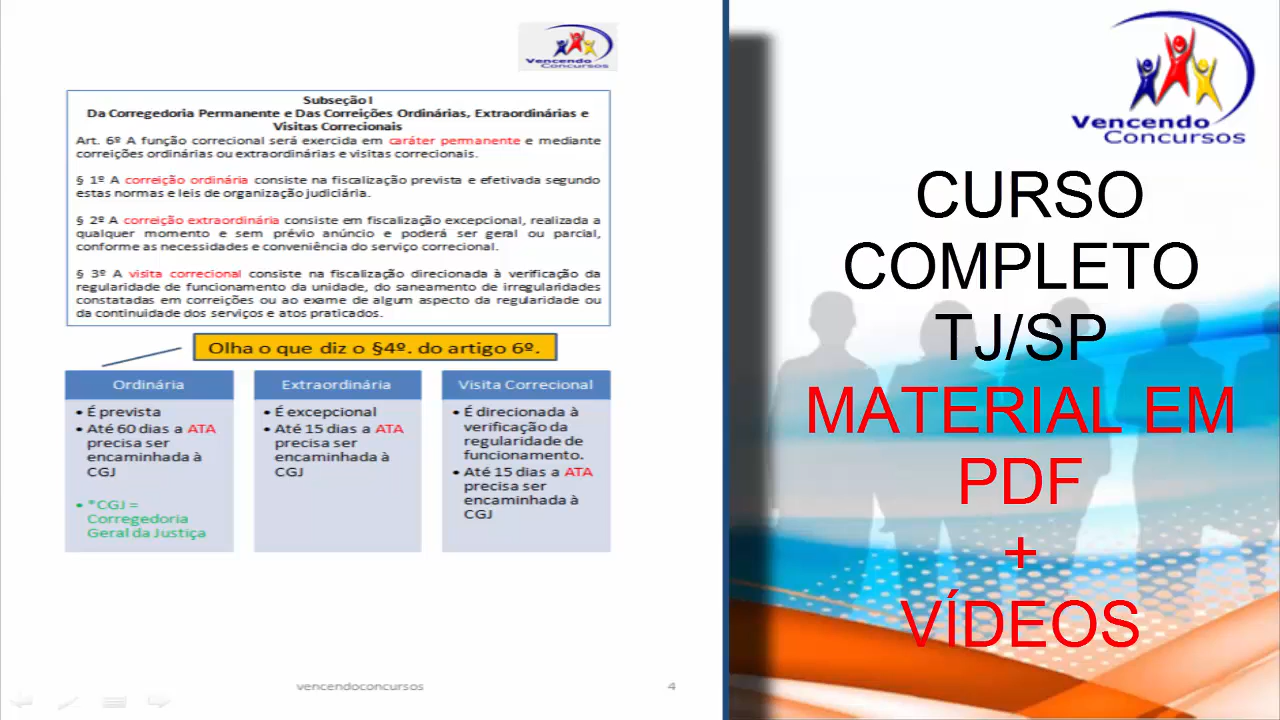 Vencendo
Concursos
Subseção I
Da Corregedoria Permanente e Das Correições Ordinárias, Extraordinárias e
Visitas Correcionais
Art. 6º A função correcional será exercida em caráter permanente e mediante
correições ordinárias ou extraordinárias e visitas correcionais.
§ 1º A correição ordinária consiste na fiscalização prevista e efetivada segundo
estas normas e leis de organização judiciária.
§ 2º A correição extraordinária consiste em fiscalização excepcional, realizada a
qualquer momento e sem prévio anúncio e poderá ser geral ou parcial,
conforme as necessidades e conveniência do serviço correcional.
§ 3º A visita correcional consiste na fiscalização direcionada à verificação da
regularidade de funcionamento da unidade, do saneamento de irregularidades
constatadas em correições ou ao exame de algum aspecto da regularidade ou
da continuidade dos serviços e atos praticados.
Olha o que diz o §4º. do artigo 6º.
Ordinária
• É prevista
• Até 60 dias a ATA
precisa ser
encaminhada à
CGJ
• *CGJ =
Corregedoria
Geral da Justiça
Extraordinária
• É excepcional
• Até 15 dias a ATA
precisa ser
encaminhada à
CGJ
Visita Correcional
• É direcionada à
verificação da
regularidade de
funcionamento.
• Até 15 dias a ATA
precisa ser
encaminhada à
CGJ
vencendoconcursos
4
Vencendo
Concursos
CURSO
COMPLETO
TJ/SP
MATERIAL EM
PDF
+
VÍDEOS